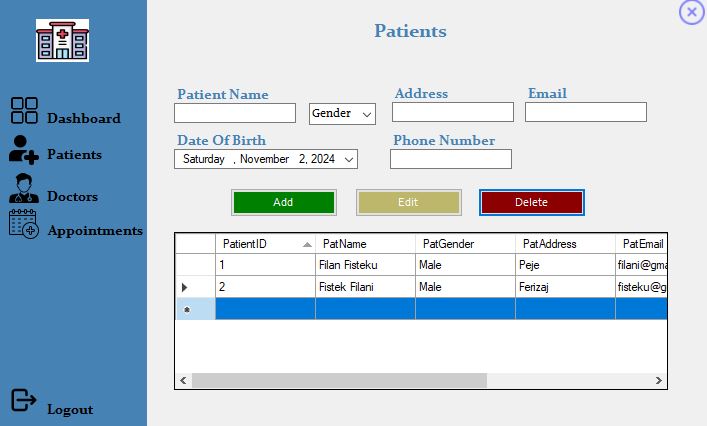 Patients
Patient Name
Gender
Address
Email
Date Of Birth
Phone Number
Saturday , November 2, 2024
Add Edit Delete
Dashboard
Patients
Doctors
Appointments
Logout
PatientID PatName PatGender PatAddress PatEmail
1 Filan Fisteku Male Peje filani@gma
2 Fistek Filani Male Ferizaj fisteku@g